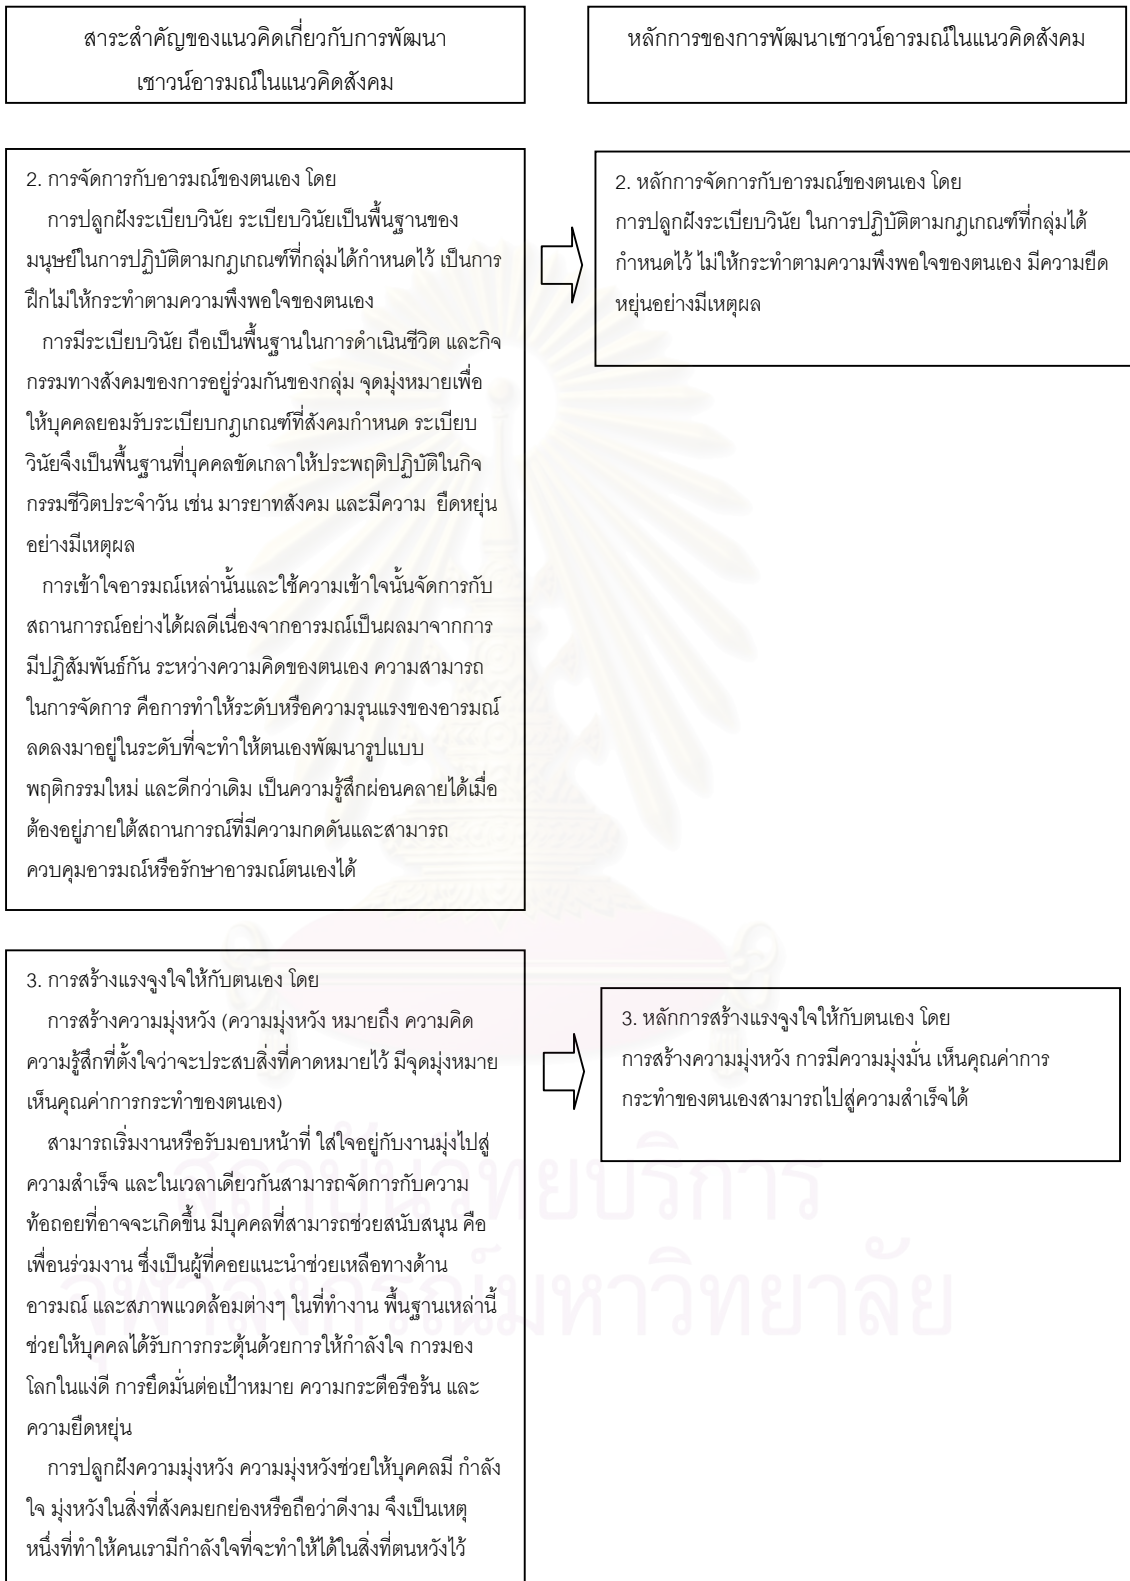 สาระสำคัญของแนวคิดเกี่ยวกับการพัฒนา
เชาวน์อารมณ์ในแนวคิดสังคม
หลักการของการพัฒนาเชาวน์อารมณ์ในแนวคิดสังคม
2. การจัดการกับอารมณ์ของตนเอง โดย
การปลูกฝังระเบียบวินัย ระเบียบวินัยเป็นพื้นฐานของ
มนุษย์ในการปฏิบัติตามกฎเกณฑ์ที่กลุ่มได้กำหนดไว้ เป็นการ
ฝึกไม่ให้กระทำตามความพึงพอใจของตนเอง
การมีระเบียบวินัย ถือเป็นพื้นฐานในการดำเนินชีวิต และกิจ
กรรมทางสังคมของการอยู่ร่วมกันของกลุ่ม จุดมุ่งหมายเพื่อ
ให้บุคคลยอมรับระเบียบกฎเกณฑ์ที่สังคมกำหนด ระเบียบ
วินัยจึงเป็นพื้นฐานที่บุคคลขัดเกลาให้ประพฤติปฏิบัติในกิจ
กรรมชีวิตประจำวัน เช่น มารยาทสังคม และมีความ ยืดหยุ่น
อย่างมีเหตุผล
การเข้าใจอารมณ์เหล่านั้นและใช้ความเข้าใจนั้นจัดการกับ
สถานการณ์อย่างได้ผลดีเนื่องจากอารมณ์เป็นผลมาจากการ
มีปฏิสัมพันธ์กัน ระหว่างความคิดของตนเอง ความสามารถ
ในการจัดการ คือการทำให้ระดับหรือความรุนแรงของอารมณ์
ลดลงมาอยู่ในระดับที่จะทำให้ตนเองพัฒนารูปแบบ
พฤติกรรมใหม่ และดีกว่าเดิม เป็นความรู้สึกผ่อนคลายได้เมื่อ
ต้องอยู่ภายใต้สถานการณ์ที่มีความกดดันและสามารถ
ควบคุมอารมณ์หรือรักษาอารมณ์ตนเองได้
2. หลักการจัดการกับอารมณ์ของตนเอง โดย
การปลูกฝังระเบียบวินัย ในการปฏิบัติตามกฎเกณฑ์ที่กลุ่มได้
กำหนดไว้ ไม่ให้กระทำตามความพึงพอใจของตนเอง มีความยืด
หยุ่นอย่างมีเหตุผล
3. การสร้างแรงจูงใจให้กับตนเอง โดย
การสร้างความมุ่งหวัง (ความมุ่งหวัง หมายถึง ความคิด
ความรู้สึกที่ตั้งใจว่าจะประสบสิ่งที่คาดหมายไว้ มีจุดมุ่งหมาย
เห็นคุณค่าการกระทำของตนเอง)
สามารถเริ่มงานหรือรับมอบหน้าที่ ใส่ใจอยู่กับงานมุ่งไปสู่
ความสำเร็จ และในเวลาเดียวกันสามารถจัดการกับความ
ท้อถอยที่อาจจะเกิดขึ้น มีบุคคลที่สามารถช่วยสนับสนุน คือ
เพื่อนร่วมงาน ซึ่งเป็นผู้ที่คอยแนะนำช่วยเหลือทางด้าน
อารมณ์ และสภาพแวดล้อมต่างๆ ในที่ทำงาน พื้นฐานเหล่านี้
ช่วยให้บุคคลได้รับการกระตุ้นด้วยการให้กำลังใจ การมอง
โลกในแง่ดี การยึดมั่นต่อเป้าหมาย ความกระตือรือร้น และ
ความยืดหยุ่น
การปลูกฝังความมุ่งหวัง ความมุ่งหวังช่วยให้บุคคลมี กำลัง
ใจ มุ่งหวังในสิ่งที่สังคมยกย่องหรือถือว่าดีงาม จึงเป็นเหตุ
หนึ่งที่ทำให้คนเรามีกำลังใจที่จะทำให้ได้ในสิ่งที่ตนหวังไว้
3. หลักการสร้างแรงจูงใจให้กับตนเอง โดย
การสร้างความมุ่งหวัง การมีความมุ่งมั่น เห็นคุณค่าการ
กระทำของตนเองสามารถไปสู่ความสำเร็จได้
สถาบันวิทยบริการ
จุฬาลงกรณ์มหาวิทยาลัย